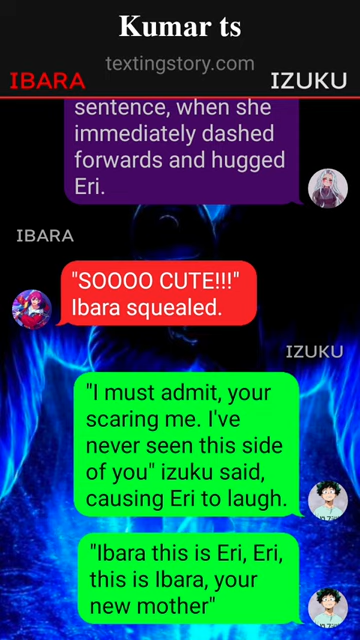 Kumar ts
textingstory.com
IBARA
IZUKU
sentence, when she
immediately dashed
forwards and hugged
Eri.
IBARA
"SOOOO CUTE!!!"
Ibara squealed.
IZUKU
"I must admit, your
scaring me. I've
never seen this side
of you" izuku said,
causing Eri to laugh.
"Ibara this is Eri, Eri,
this is Ibara, your
new mother"